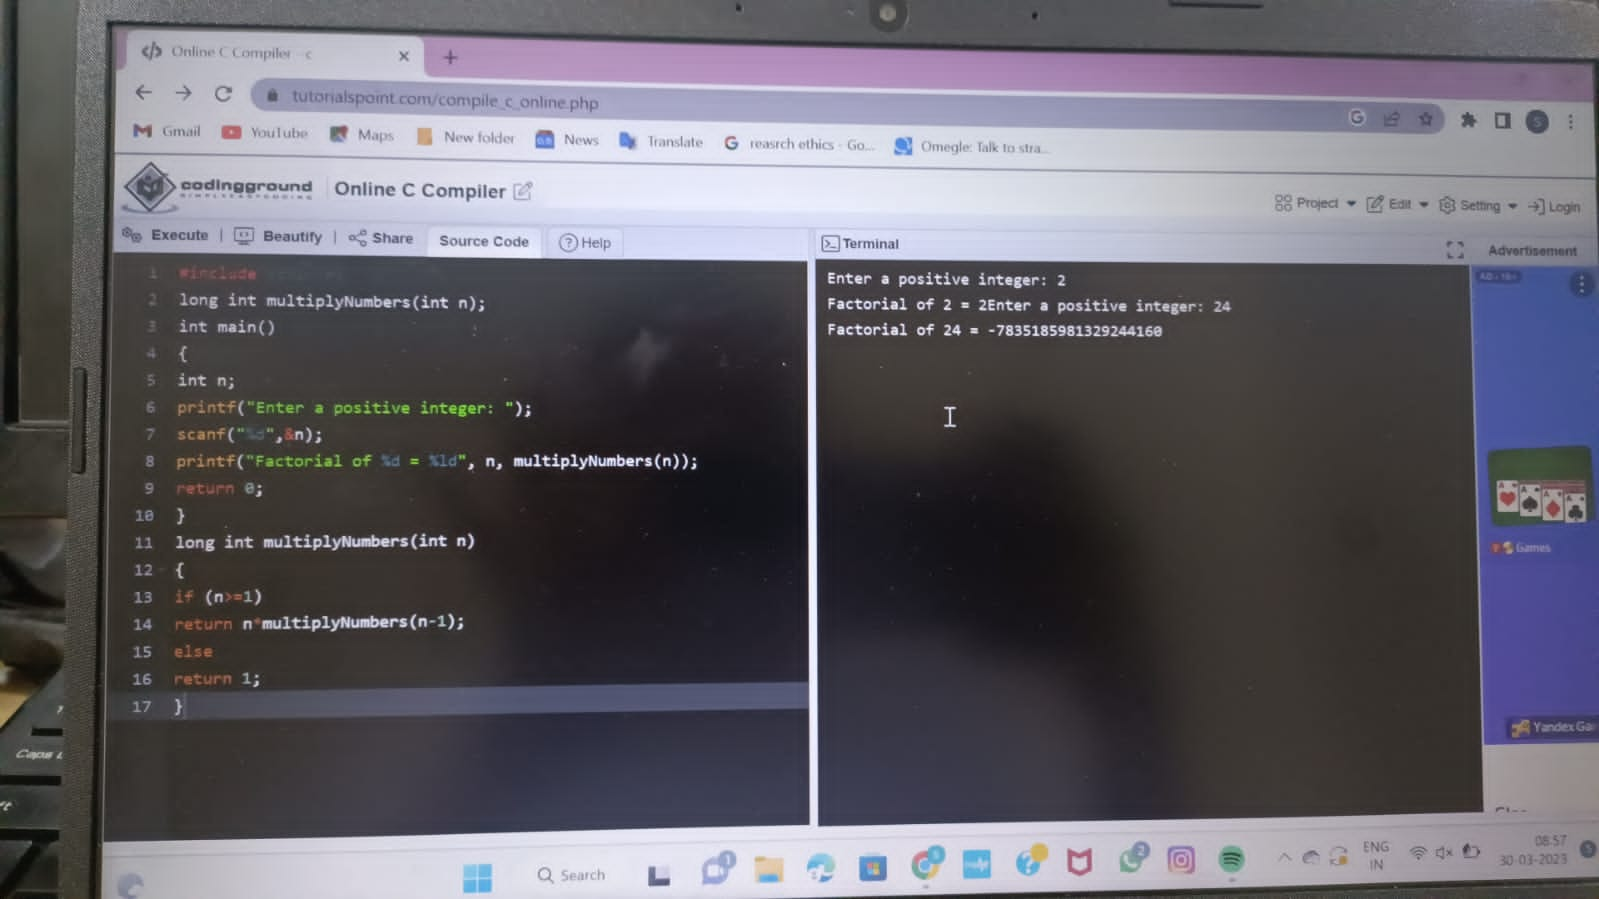 Online C Compiler - c
tutorialspoint.com/compile_c_online.php
Gmail YouTube Maps New folder News Translate reasrch ethics - Go... Omegle: Talk to stra...
codingground Online C Compiler
Project Edit Setting Login
Execute | Beautify | Share Source Code Help
1 #include
2 long int multiplyNumbers(int n);
3 int main()
4 {
5 int n;
6 printf("Enter a positive integer: ");
7 scanf("%d",&n);
8 printf("Factorial of %d = %ld", n, multiplyNumbers(n));
9 return 0;
10 }
11 long int multiplyNumbers(int n)
12 {
13 if (n>=1)
14 return n*multiplyNumbers(n-1);
15 else
16 return 1;
17 }
Terminal
Enter a positive integer: 2
Factorial of 2 = 2Enter a positive integer: 24
Factorial of 24 = -7835185981329244160
Advertisement
Games
Yandex Ga
Caps
Search
ENG
IN
08:57
30-03-2023